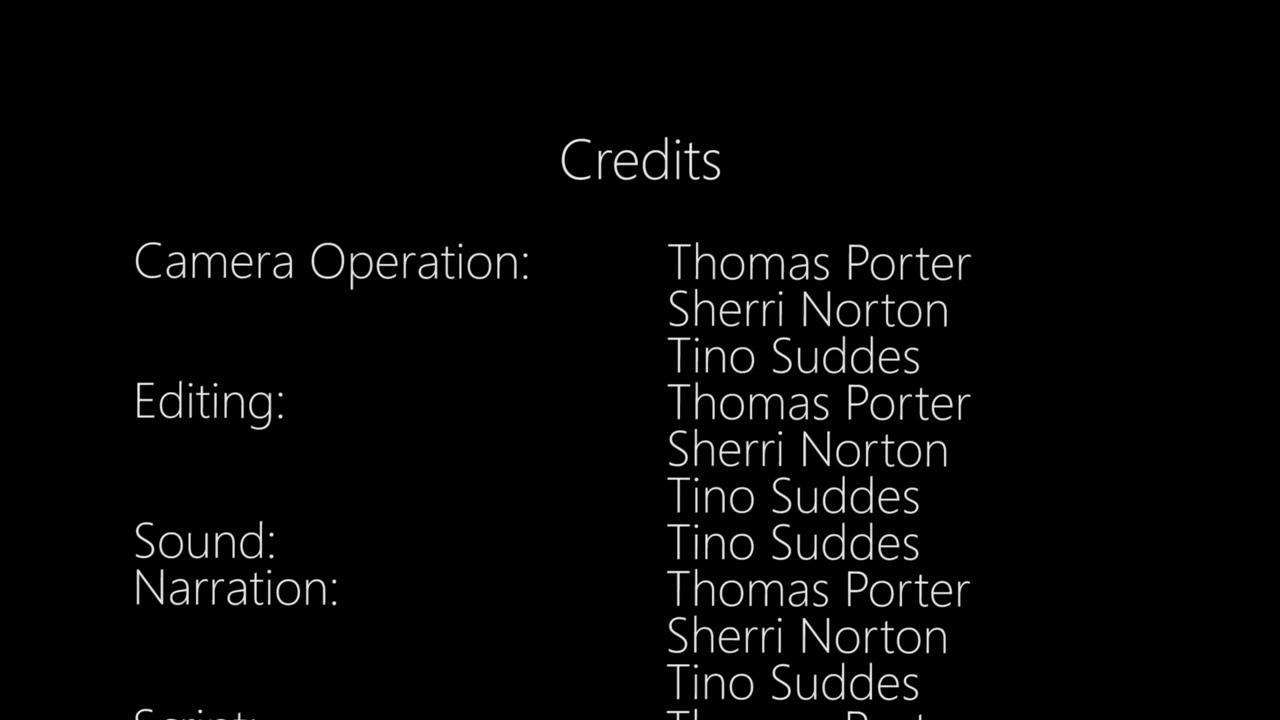 Credits
Camera Operation: Thomas Porter
Sherri Norton
Tino Suddes
Editing: Thomas Porter
Sherri Norton
Tino Suddes
Sound: Tino Suddes
Narration: Thomas Porter
Sherri Norton
Tino Suddes